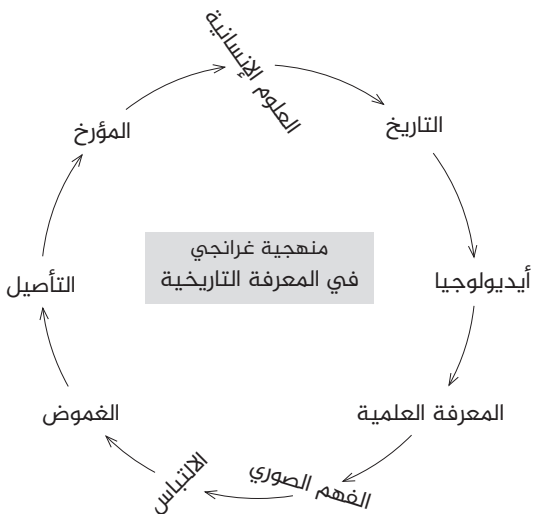 العلوم الإنسانية
التاريخ
أيديولوجيا
المعرفة العلمية
الفهم الصوري
الالتباس
الغموض
التأصيل
المؤرخ
منهجية غرانجي
في المعرفة التاريخية